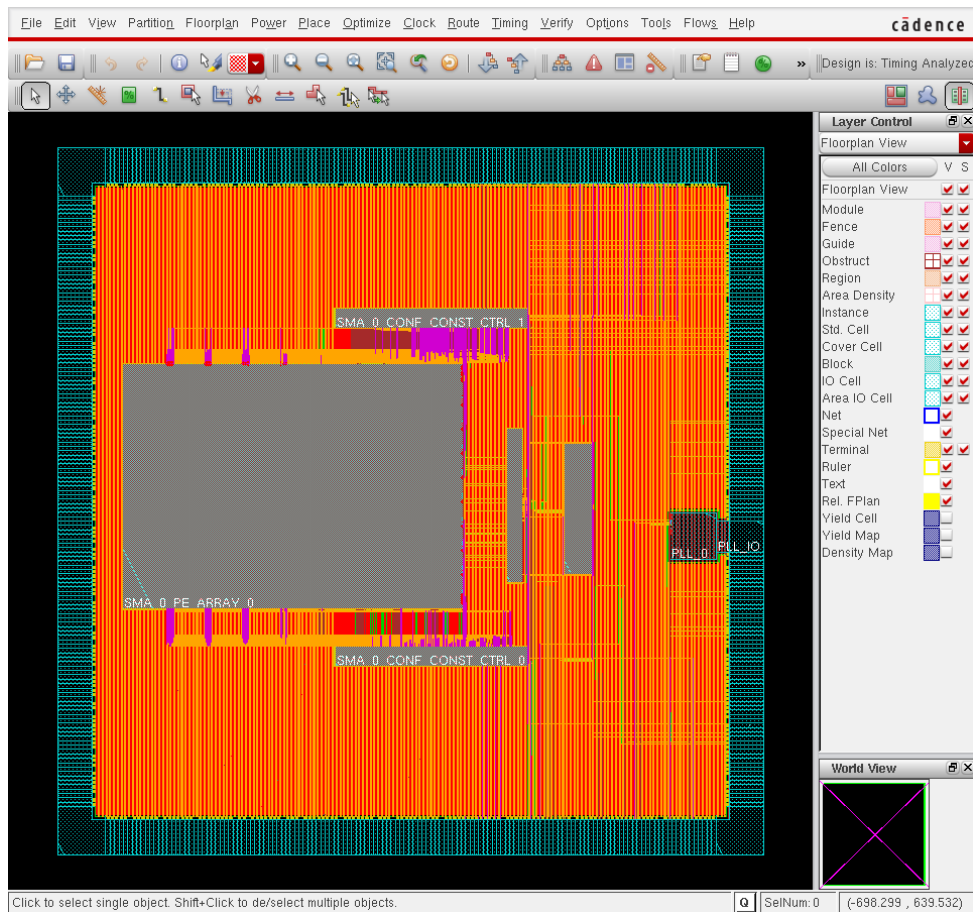 File Edit View Partition Floorplan Power Place Optimize Clock Route Timing Verify Options Tools Flows Help cādence
» Design is: Timing Analyzed
Layer Control
Floorplan View
All Colors V S
Floorplan View
Module
Fence
Guide
Obstruct
Region
Area Density
Instance
Std. Cell
Cover Cell
Block
IO Cell
Area IO Cell
Net
Special Net
Terminal
Ruler
Text
Rel. FPlan
Yield Cell
Yield Map
Density Map
SMA_0_CONF_CONST_CTRL_1
PLL_0 PLL_IO
SMA_0_PE_ARRAY_0
SMA_0_CONF_CONST_CTRL_0
World View
Click to select single object. Shift+Click to de/select multiple objects. Q SelNum: 0 (-698.299 , 639.532)